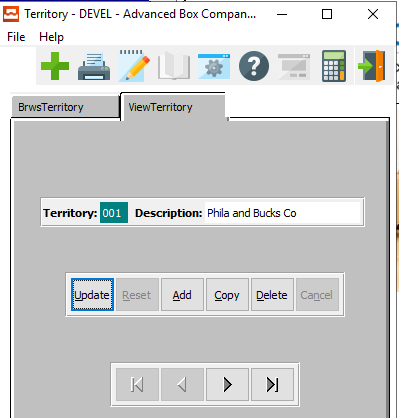 Territory - DEVEL - Advanced Box Compan...
File Help
BrwsTerritory ViewTerritory
Territory: 001 Description: Phila and Bucks Co
Update Reset Add Copy Delete Cancel